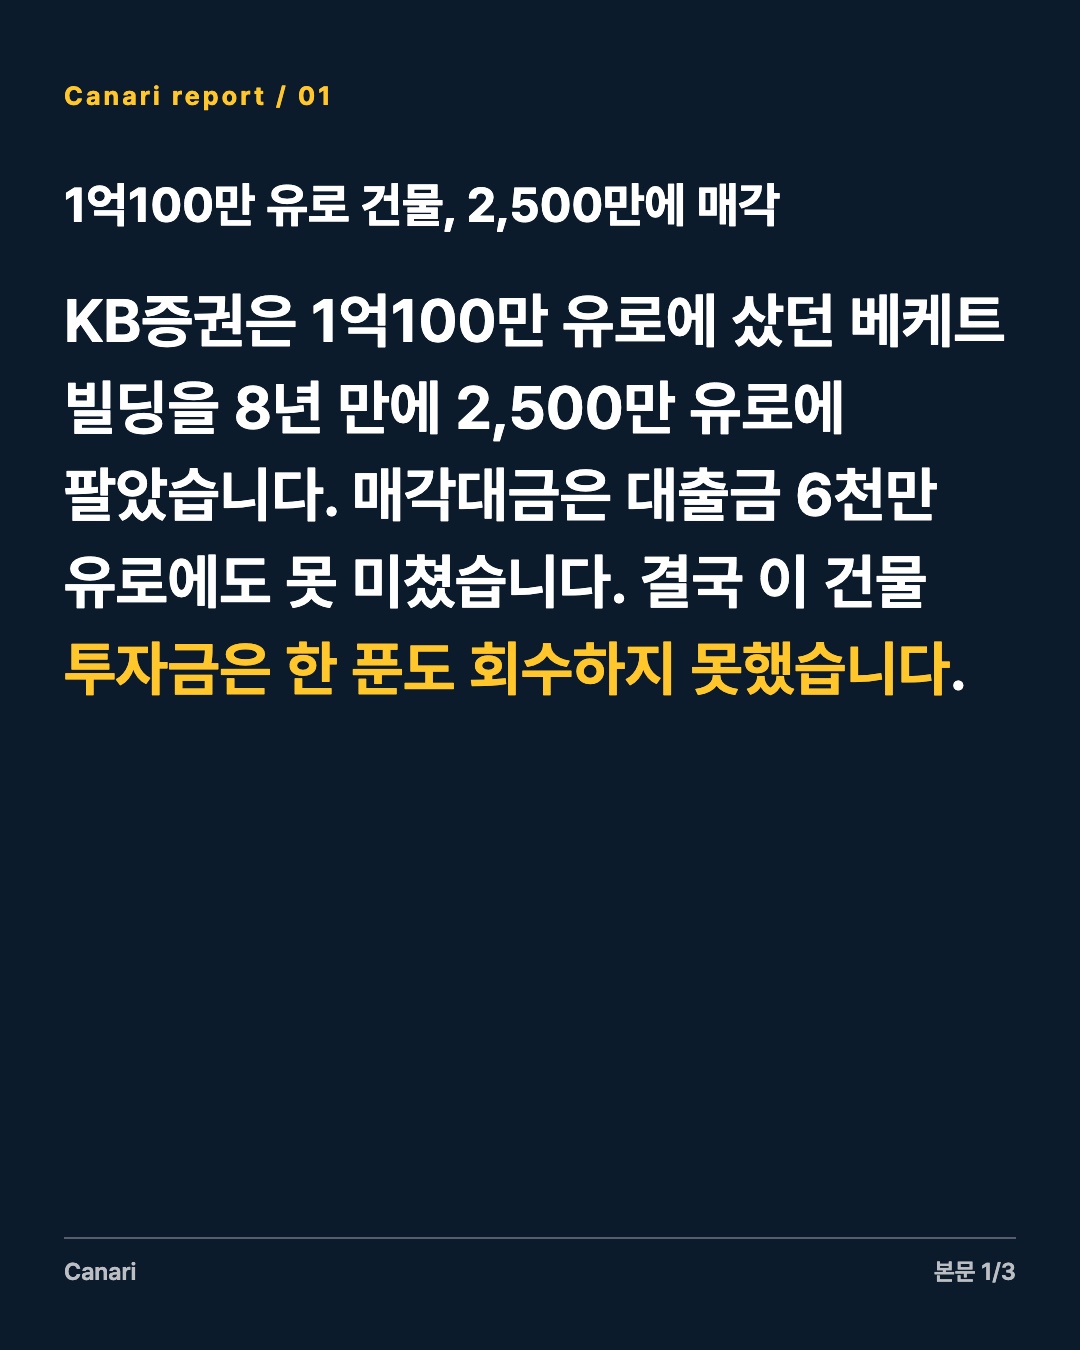 Canari report / 01
1억100만 유로 건물, 2,500만에 매각
KB증권은 1억100만 유로에 샀던 베케트
빌딩을 8년 만에 2,500만 유로에
팔았습니다. 매각대금은 대출금 6천만
유로에도 못 미쳤습니다. 결국 이 건물
투자금은 한 푼도 회수하지 못했습니다.
Canari
본문 1/3